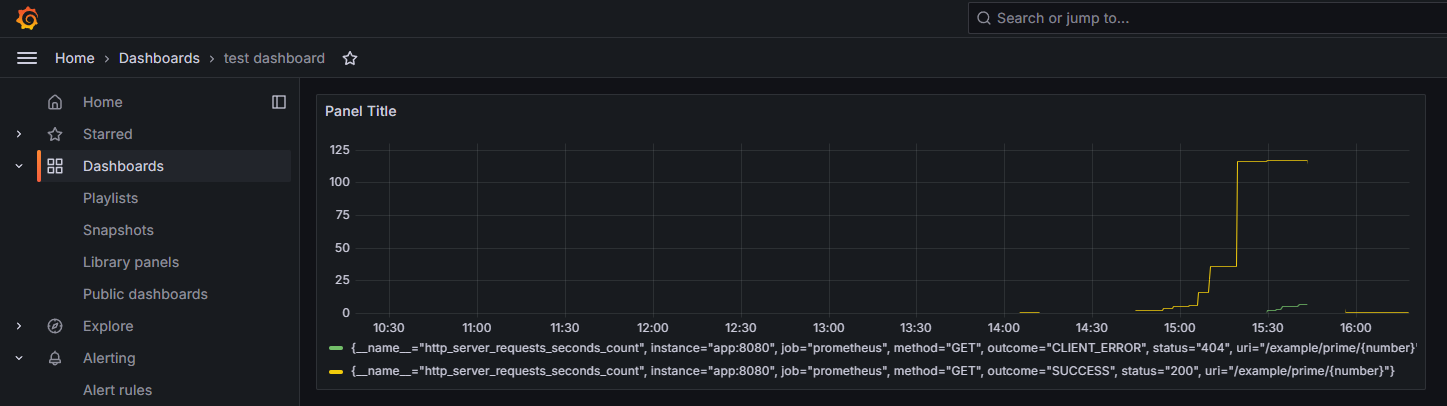 Search or jump to...
Home › Dashboards › test dashboard
Home
Starred
Dashboards
Playlists
Snapshots
Library panels
Public dashboards
Explore
Alerting
Alert rules
Panel Title
125
100
75
50
25
0
10:30 11:00 11:30 12:00 12:30 13:00 13:30 14:00 14:30 15:00 15:30 16:00
{__name__="http_server_requests_seconds_count", instance="app:8080", job="prometheus", method="GET", outcome="CLIENT_ERROR", status="404", uri="/example/prime/{number}"
{__name__="http_server_requests_seconds_count", instance="app:8080", job="prometheus", method="GET", outcome="SUCCESS", status="200", uri="/example/prime/{number}"}